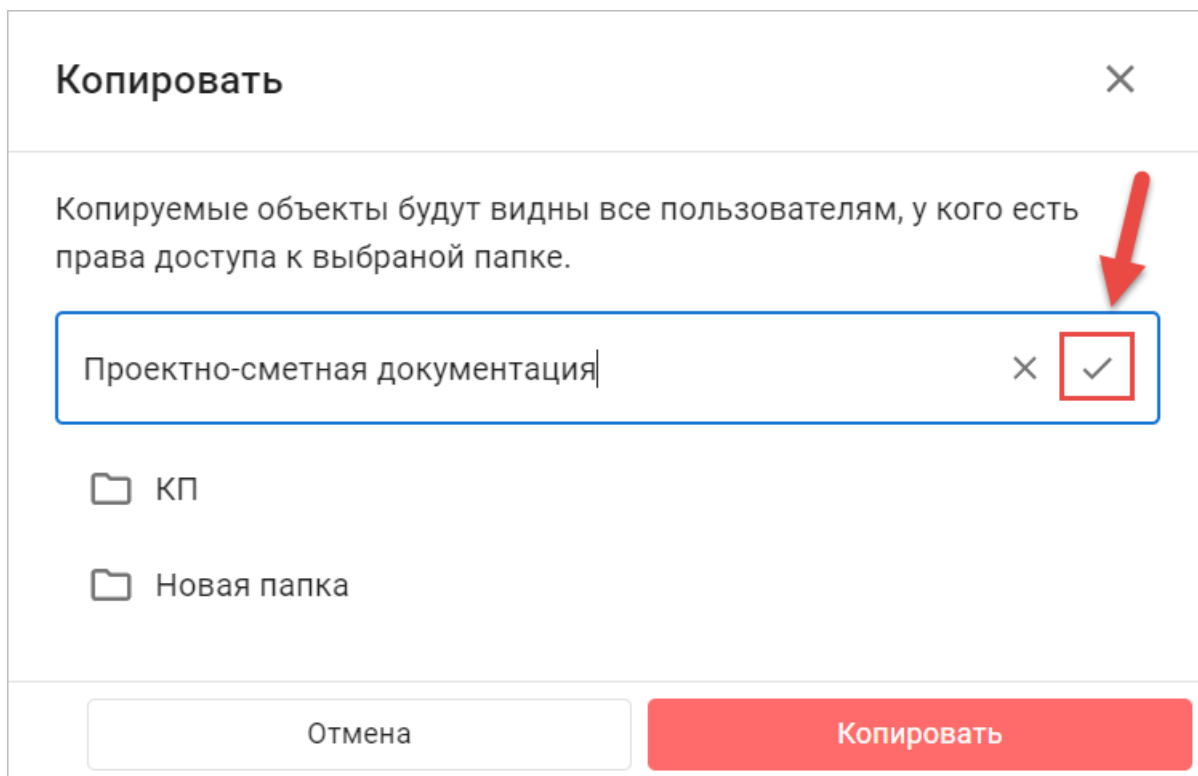 Копировать
Копируемые объекты будут видны все пользователям, у кого есть
права доступа к выбраной папке.
Проектно-сметная документация
КП
Новая папка
Отмена
Копировать